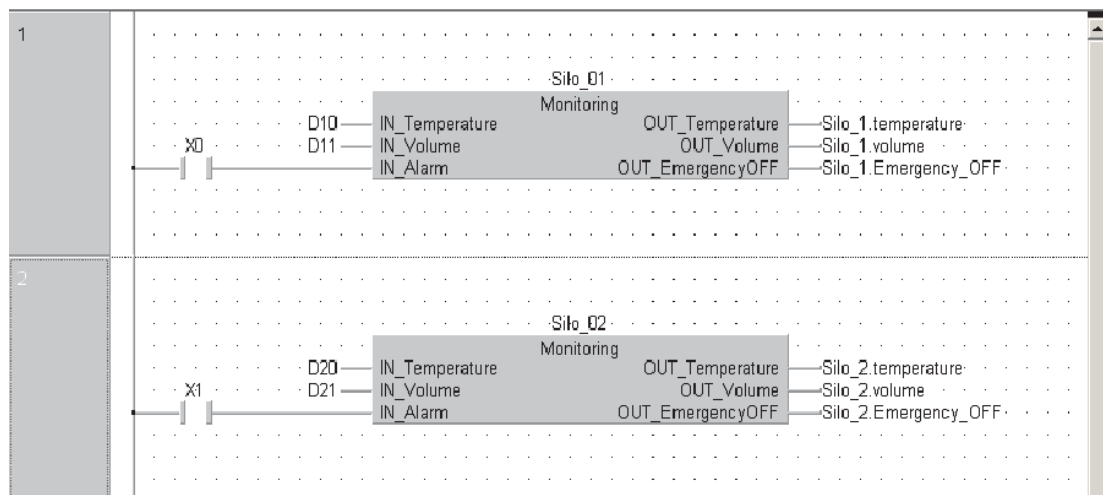 1
Silo_01
Monitoring
D10 IN_Temperature OUT_Temperature Silo_1.temperature
X0 D11 IN_Volume OUT_Volume Silo_1.volume
IN_Alarm OUT_EmergencyOFF Silo_1.Emergency_OFF
2
Silo_02
Monitoring
D20 IN_Temperature OUT_Temperature Silo_2.temperature
X1 D21 IN_Volume OUT_Volume Silo_2.volume
IN_Alarm OUT_EmergencyOFF Silo_2.Emergency_OFF